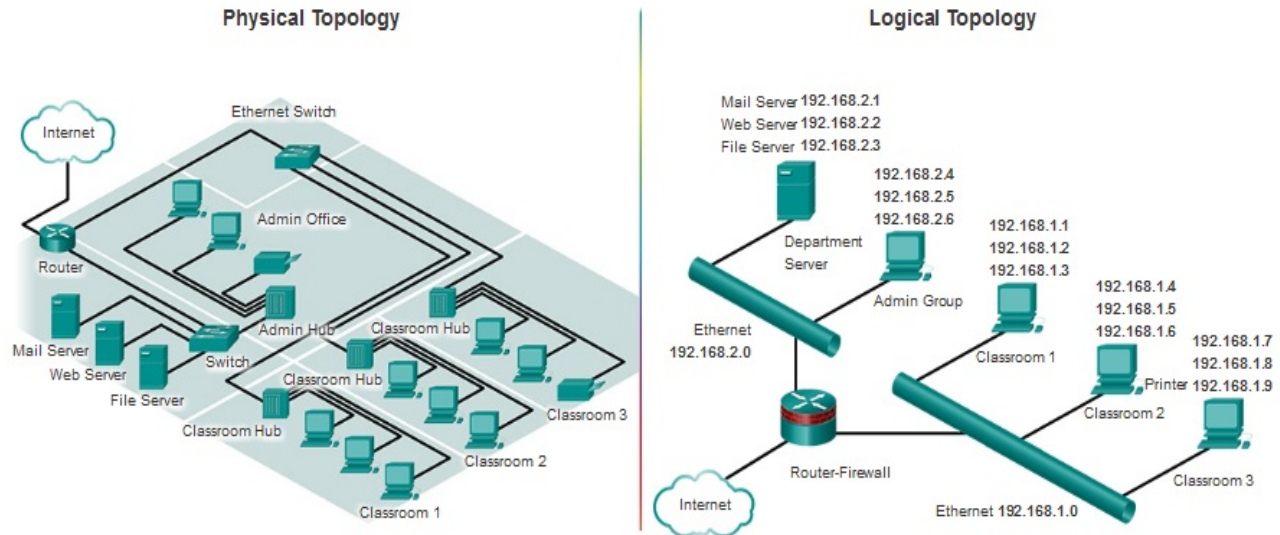 Physical Topology
Internet
Ethernet Switch
Admin Office
Router
Admin Hub
Classroom Hub
Mail Server
Switch
Web Server
Classroom Hub
File Server
Classroom 3
Classroom Hub
Classroom 2
Classroom 1
Logical Topology
Mail Server 192.168.2.1
Web Server 192.168.2.2
File Server 192.168.2.3
192.168.2.4
192.168.2.5
192.168.2.6
Department
Server
Admin Group
192.168.1.1
192.168.1.2
192.168.1.3
Classroom 1
192.168.1.4
192.168.1.5
192.168.1.6
Classroom 2
192.168.1.7
192.168.1.8
Printer 192.168.1.9
Classroom 3
Ethernet
192.168.2.0
Router-Firewall
Internet
Ethernet 192.168.1.0